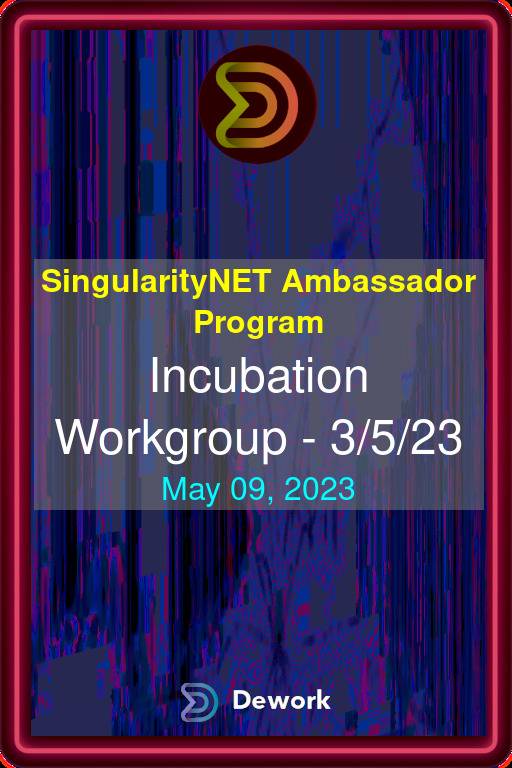 SingularityNET Ambassador
Program
Incubation
Workgroup - 3/5/23
May 09, 2023
Dework